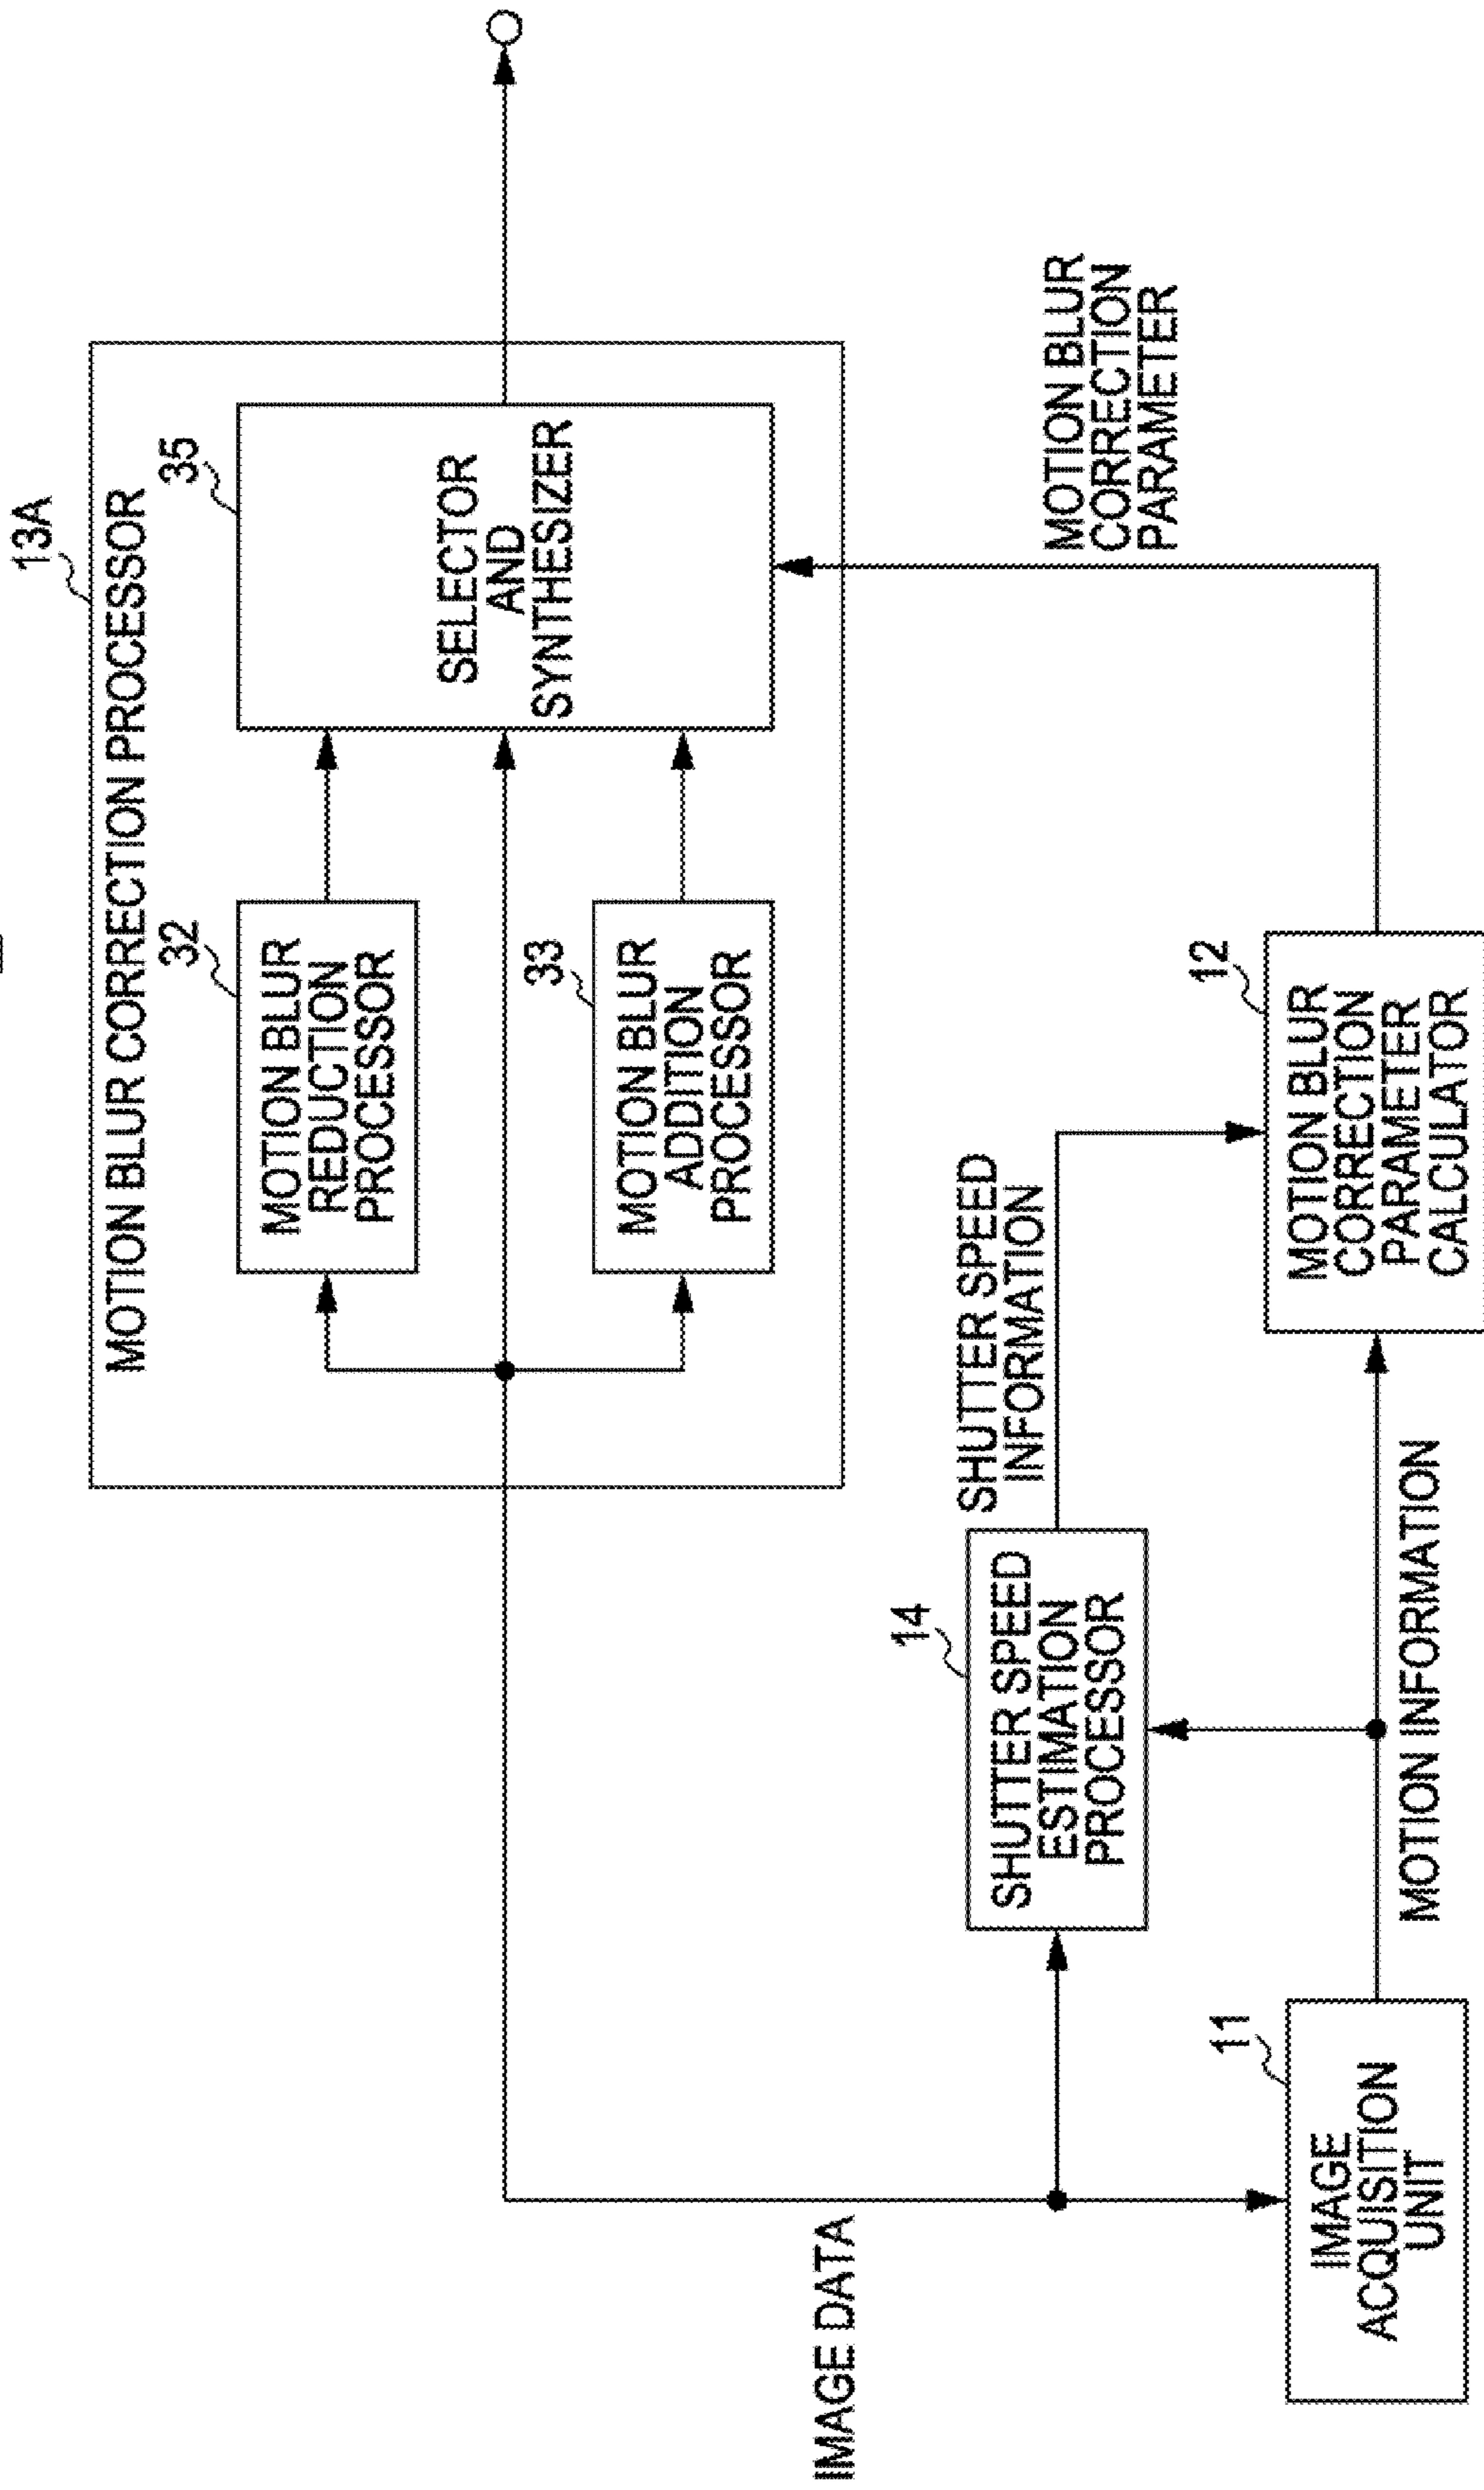 13A
MOTION BLUR CORRECTION PROCESSOR
32
MOTION BLUR
REDUCTION
PROCESSOR
35
SELECTOR
AND
SYNTHESIZER
33
MOTION BLUR
ADDITION
PROCESSOR
IMAGE DATA
14
SHUTTER SPEED
ESTIMATION
PROCESSOR
SHUTTER SPEED
INFORMATION
MOTION BLUR
CORRECTION
PARAMETER
11
IMAGE
ACQUISITION
UNIT
MOTION INFORMATION
12
MOTION BLUR
CORRECTION
PARAMETER
CALCULATOR